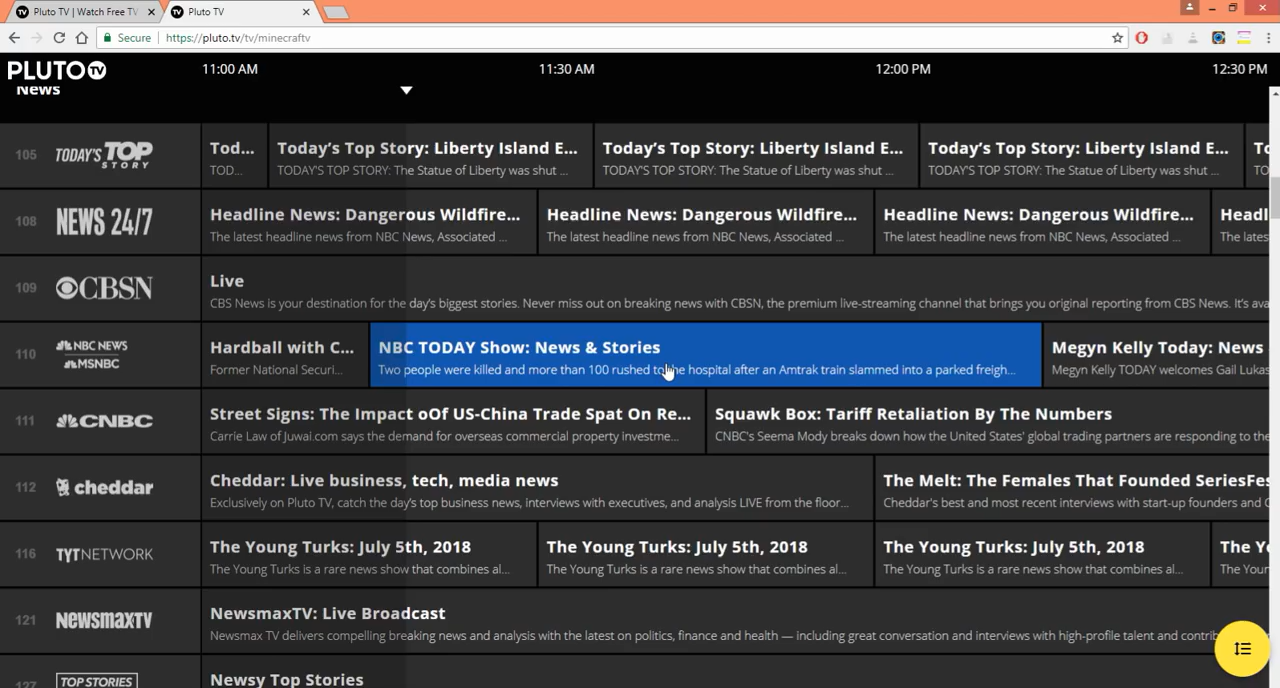 Pluto TV | Watch Free TV
Pluto TV
Secure
https://pluto.tv/tv/minecraftv
PLUTO TV
11:00 AM
11:30 AM
12:00 PM
12:30 PM
News
105
TODAY'S TOP STORY
Tod...
TOD...
Today's Top Story: Liberty Island E...
TODAY'S TOP STORY: The Statue of Liberty was shut ...
Today's Top Story: Liberty Island E...
TODAY'S TOP STORY: The Statue of Liberty was shut ...
Today's Top Story: Liberty Island E...
TODAY'S TOP STORY: The Statue of Liberty was shut ...
108
NEWS 24/7
Headline News: Dangerous Wildfire...
The latest headline news from NBC News, Associated ...
Headline News: Dangerous Wildfire...
The latest headline news from NBC News, Associated ...
Headline News: Dangerous Wildfire...
The latest headline news from NBC News, Associated ...
Headl
The lates
109
CBSN
Live
CBS News is your destination for the day's biggest stories. Never miss out on breaking news with CBSN, the premium live-streaming channel that brings you original reporting from CBS News. It's ava
110
NBC NEWS
MSNBC
Hardball with C...
Former National Securi...
NBC TODAY Show: News & Stories
Two people were killed and more than 100 rushed to the hospital after an Amtrak train slammed into a parked freigh...
Megyn Kelly Today: News
Megyn Kelly TODAY welcomes Gail Lukas
111
CNBC
Street Signs: The Impact oOf US-China Trade Spat On Re...
Carrie Law of Juwai.com says the demand for overseas commercial property investme...
Squawk Box: Tariff Retaliation By The Numbers
CNBC's Seema Mody breaks down how the United States' global trading partners are responding to the
112
cheddar
Cheddar: Live business, tech, media news
Exclusively on Pluto TV, catch the day's top business news, interviews with executives, and analysis LIVE from the floor...
The Melt: The Females That Founded SeriesFes
Cheddar's best and most recent interviews with start-up founders and C
116
TYT NETWORK
The Young Turks: July 5th, 2018
The Young Turks is a rare news show that combines al...
The Young Turks: July 5th, 2018
The Young Turks is a rare news show that combines al...
The Young Turks: July 5th, 2018
The Young Turks is a rare news show that combines al...
The Y
The Youn
121
NEWSMAXTV
NewsmaxTV: Live Broadcast
Newsmax TV delivers compelling breaking news and analysis with the latest on politics, finance and health — including great conversation and interviews with high-profile talent and contrib
127
TOP STORIES
Newsy Top Stories